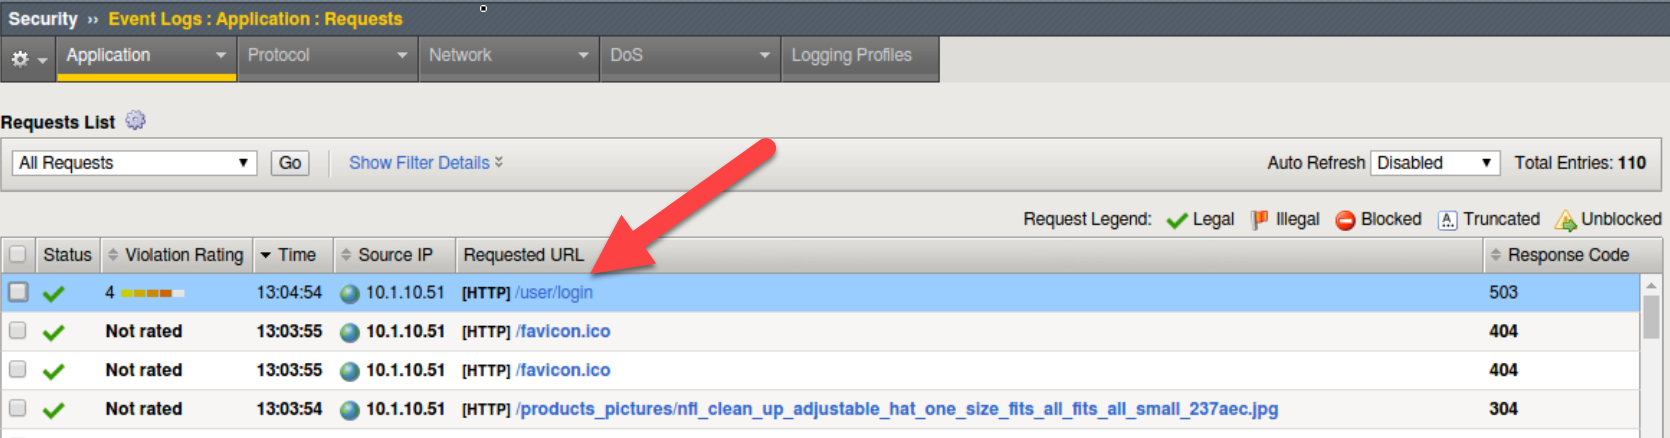 Security ›› Event Logs : Application : Requests
Application Protocol Network DoS Logging Profiles
Requests List
All Requests Go Show Filter Details Auto Refresh Disabled Total Entries: 110
Request Legend: Legal Illegal Blocked A... Truncated Unblocked
Status Violation Rating Time Source IP Requested URL Response Code
4 13:04:54 10.1.10.51 [HTTP] /user/login 503
Not rated 13:03:55 10.1.10.51 [HTTP] /favicon.ico 404
Not rated 13:03:55 10.1.10.51 [HTTP] /favicon.ico 404
Not rated 13:03:54 10.1.10.51 [HTTP] /products_pictures/nfl_clean_up_adjustable_hat_one_size_fits_all_fits_all_small_237aec.jpg 304